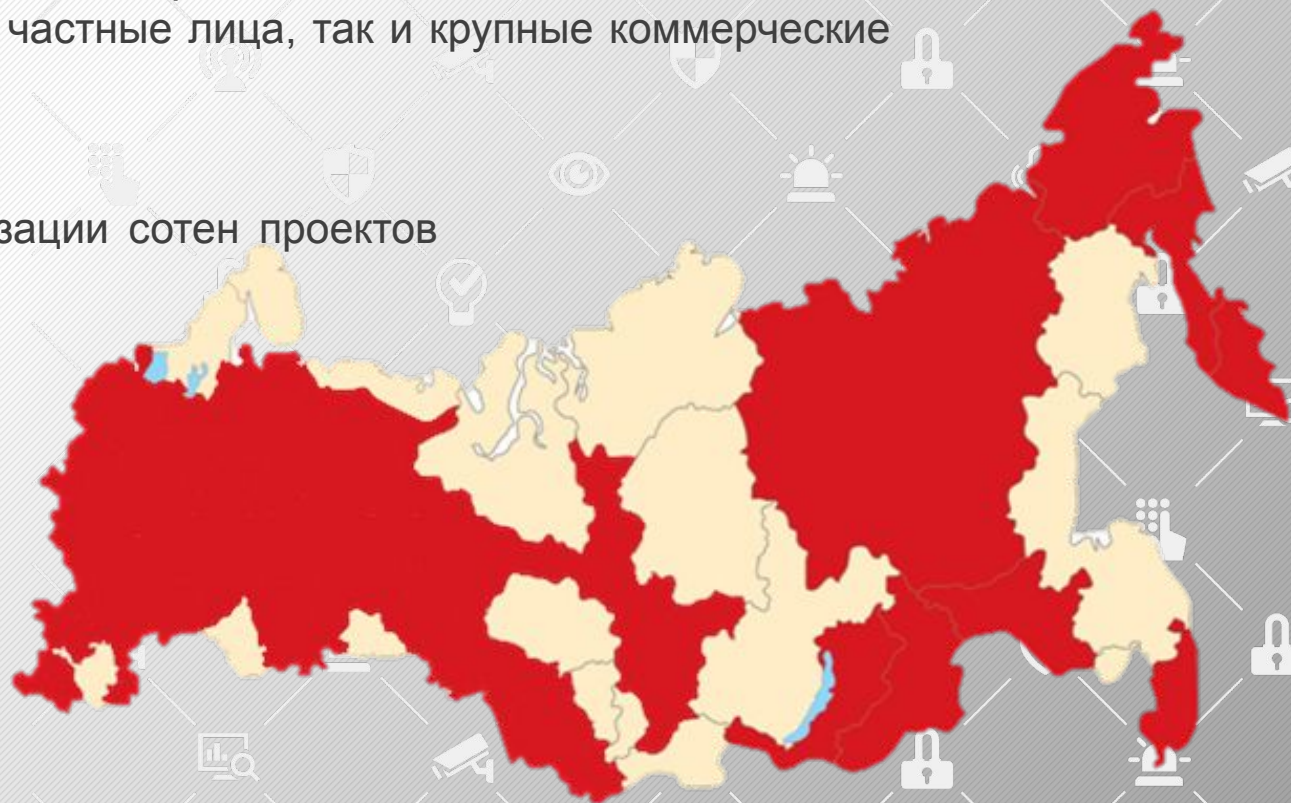 частные лица, так и крупные коммерческие
зации сотен проектов